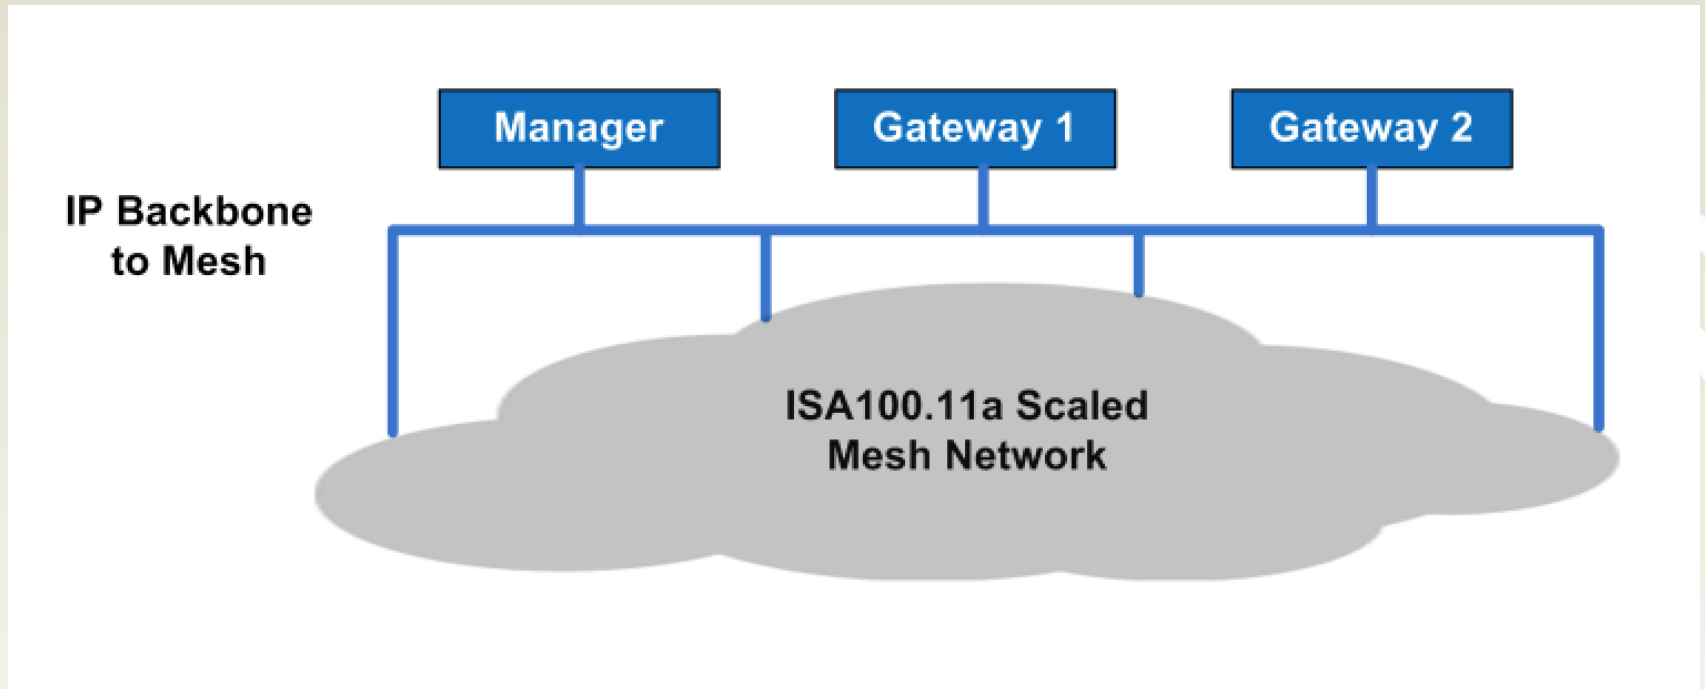 Manager
Gateway 1
Gateway 2
IP Backbone
to Mesh
ISA100.11a Scaled
Mesh Network